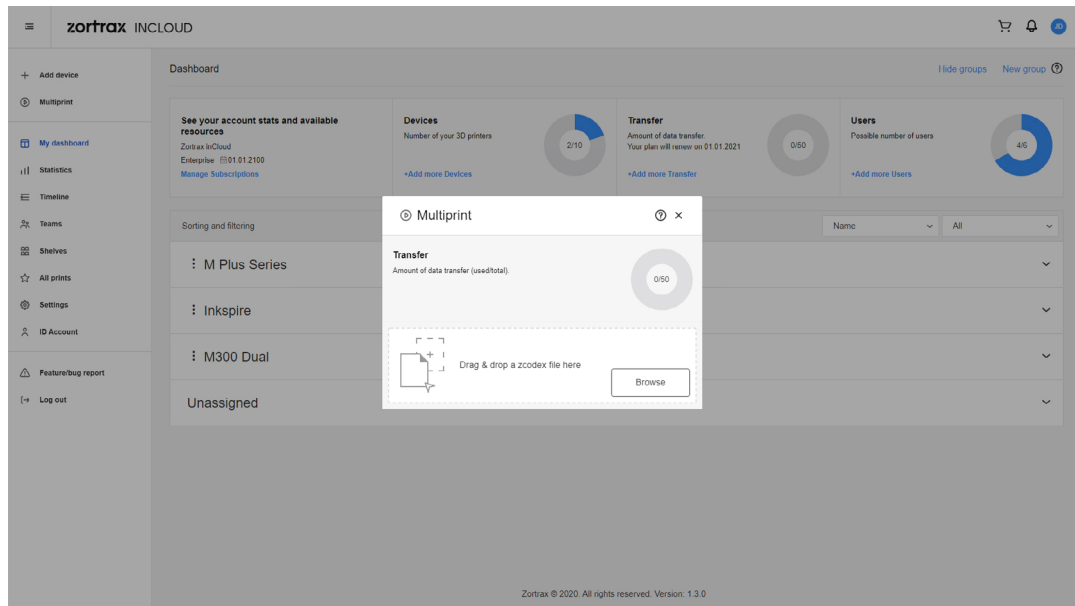 zortrax INCLOUD
JD
Add device
Multiprint
My dashboard
Statistics
Timeline
Teams
Shelves
All prints
Settings
ID Account
Feature/bug report
Log out
Dashboard
Hide groups
New group
See your account stats and available
resources
Zortrax inCloud
Enterprise 01.01.2100
Manage Subscriptions
Devices
Number of your 3D printers
2/10
+Add more Devices
Transfer
Amount of data transfer.
Your plan will renew on 01.01.2021
0/50
+Add more Transfer
Users
Possible number of users
4/6
+Add more Users
Sorting and filtering
Name
All
M Plus Series
Inkspire
M300 Dual
Unassigned
Multiprint
Transfer
Amount of data transfer (used/total).
0/50
Drag & drop a zcodex file here
Browse
Zortrax © 2020. All rights reserved. Version: 1.3.0